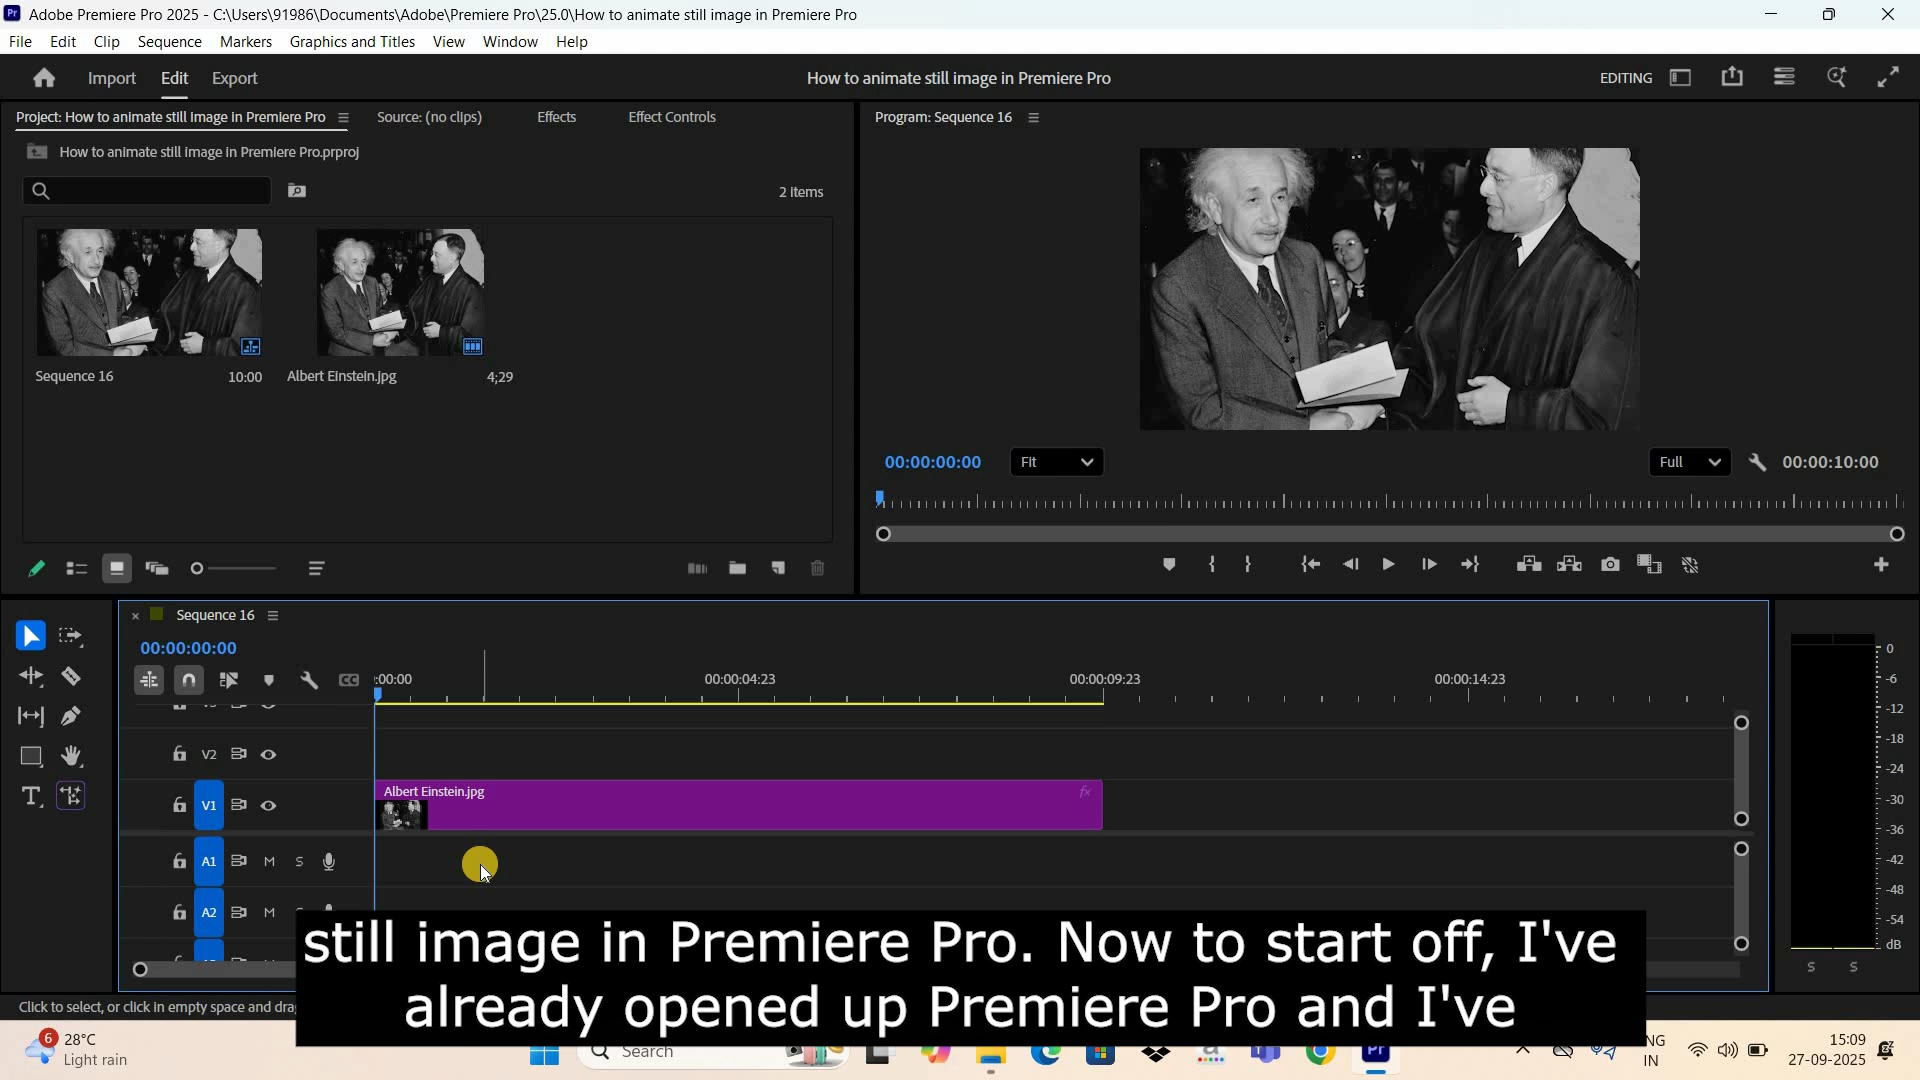 Adobe Premiere Pro 2025 - C:\Users\91986\Documents\Adobe\Premiere Pro\25.0\How to animate still image in Premiere Pro
File Edit Clip Sequence Markers Graphics and Titles View Window Help
Import Edit Export
How to animate still image in Premiere Pro
EDITING
Project: How to animate still image in Premiere Pro
Source: (no clips)
Effects
Effect Controls
Program: Sequence 16
How to animate still image in Premiere Pro.prproj
2 items
Sequence 16 10:00
Albert Einstein.jpg 4;29
00:00:00:00
Fit
Full
00:00:10:00
Sequence 16
00:00:00:00
:00:00
00:00:04:23
00:00:09:23
00:00:14:23
V2
Albert Einstein.jpg fx
V1
A1 M S
A2 M
0
-6
-12
-18
-24
-30
-36
-42
-48
-54
dB
S S
still image in Premiere Pro. Now to start off, I've
already opened up Premiere Pro and I've
Click to select, or click in empty space and drag
6
28°C
Light rain
Search
Pr
IN
15:09
27-09-2025